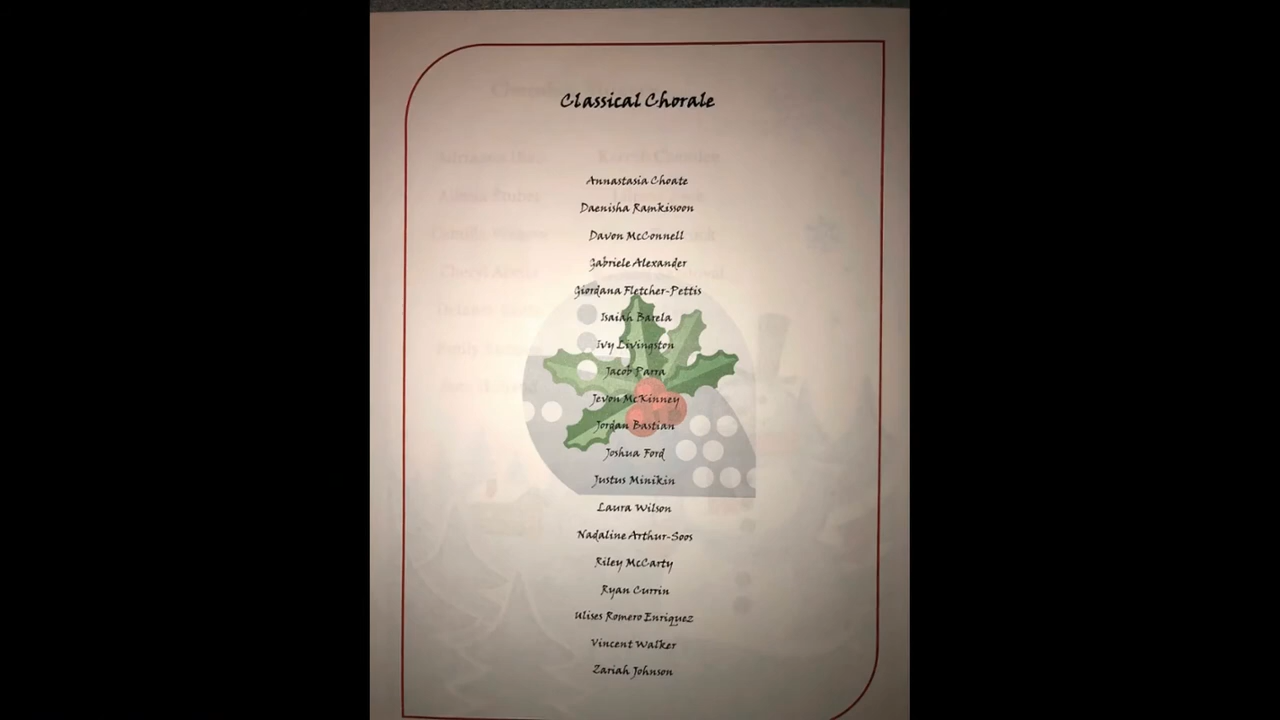 Classical Chorale
Annastasia Choate
Daenisha Ramkissoon
Davon McConnell
Gabriele Alexander
Giordana Fletcher-Pettis
Isaiah Barela
Ivy Livingston
Jacob Parra
Jevon McKinney
Jordan Bastian
Joshua Ford
Justus Minikin
Laura Wilson
Nadaline Arthur-Soos
Riley McCarty
Ryan Currin
Ulises Romero Enriquez
Vincent Walker
Zariah Johnson